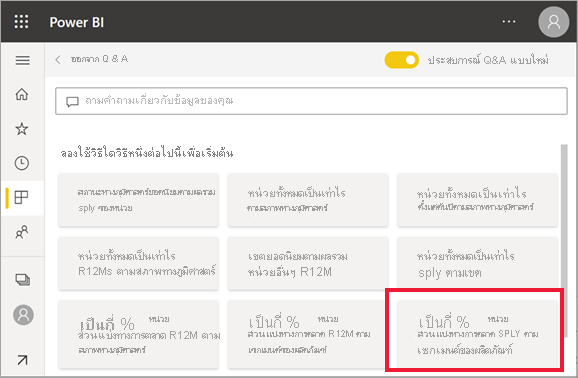 Power BI
ออกจาก Q & A
ประสบการณ์ Q&A แบบใหม่
ถามคำถามเกี่ยวกับข้อมูลของคุณ
ลองใช้วิธีใดวิธีหนึ่งต่อไปนี้เพื่อเริ่มต้น
สภานะทางภูมิศาสตร์ยอดนิยมตามผลรวม
sply ของหน่วย
หน่วยทั้งหมดเป็นเท่าไร
ตามสภาพทางภูมิศาสตร์
หน่วยทั้งหมดเป็นเท่าไร
ตั้งแต่ต้นปีตามสภาพทางภูมิศาสตร์
หน่วยทั้งหมดเป็นเท่าไร
R12Ms ตามสภาพทางภูมิศาสตร์
เขตยอดนิยมตามผลรวม
หน่วยอื่นๆ R12M
หน่วยทั้งหมดเป็นเท่าไร
sply ตามเขต
เป็นกี่ % หน่วย
ส่วนแบ่งทางการตลาด R12M ตาม
สภาพทางภูมิศาสตร์
เป็นกี่ % หน่วย
ส่วนแบ่งทางการตลาด R12M ตาม
เซกเมนต์ของผลิตภัณฑ์
เป็นกี่ % หน่วย
ส่วนแบ่งทางการตลาด SPLY ตาม
เซกเมนต์ของผลิตภัณฑ์